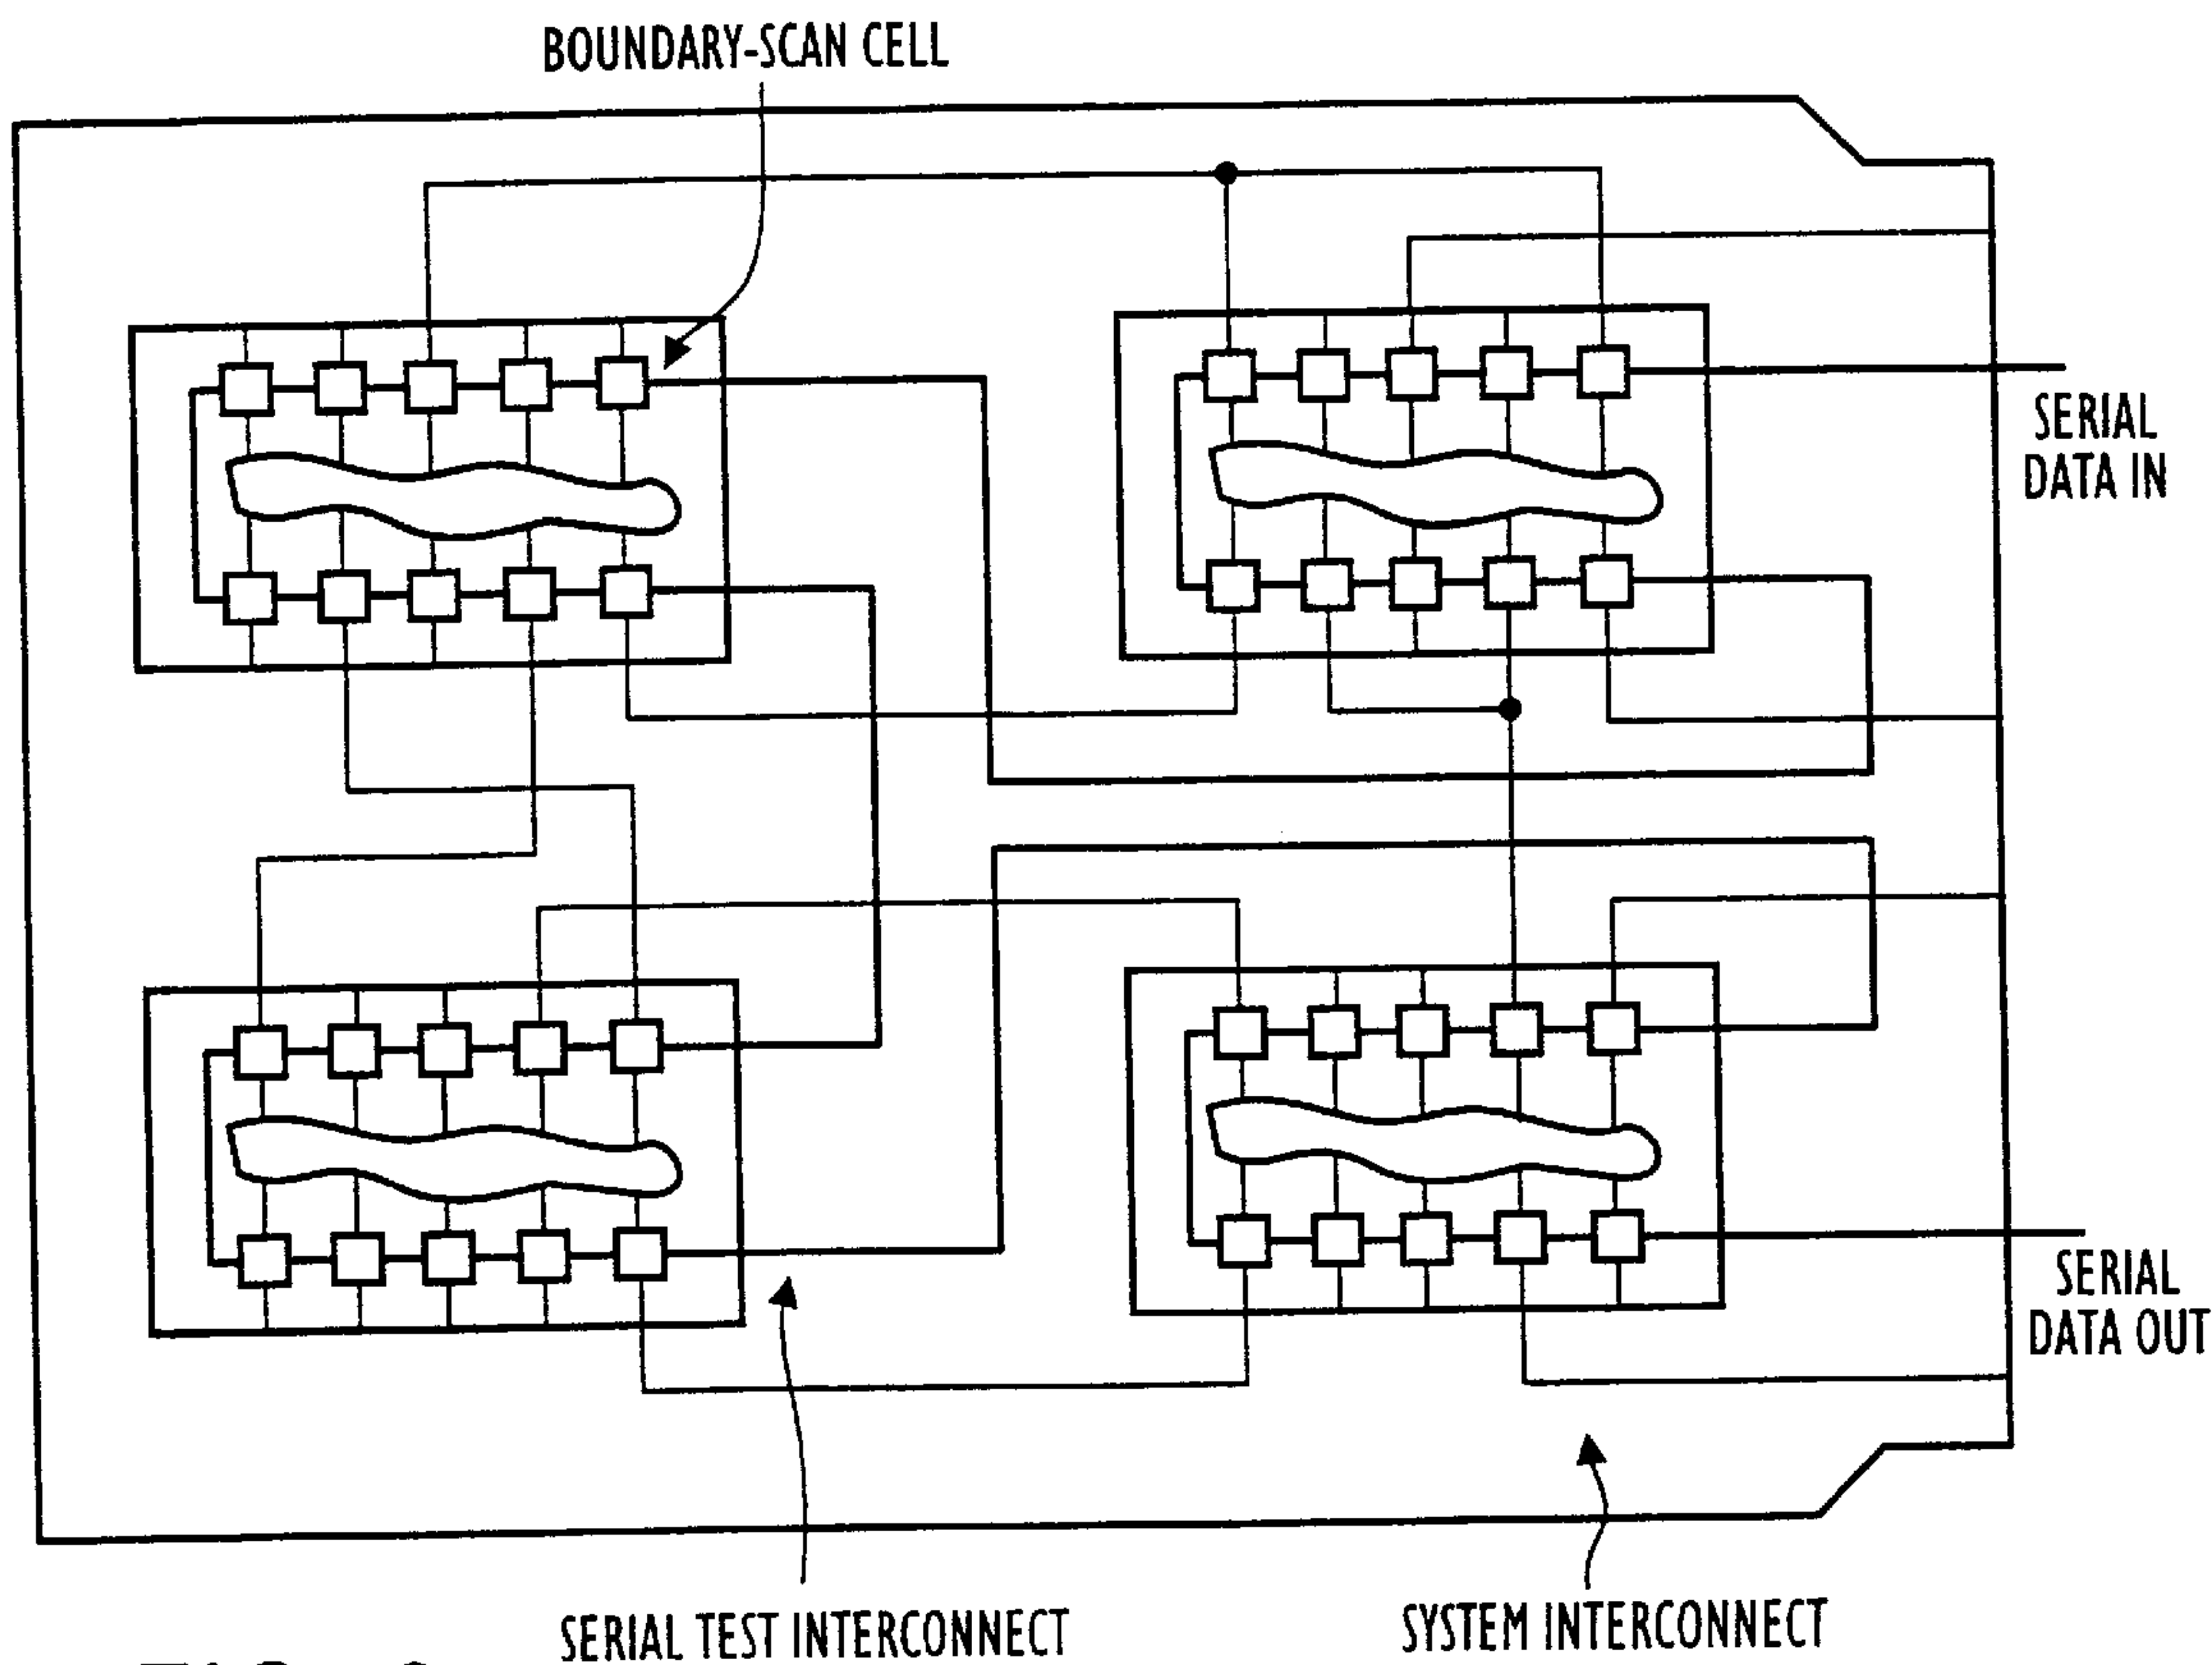 BOUNDARY-SCAN CELL
SERIAL
DATA IN
SERIAL
DATA OUT
SERIAL TEST INTERCONNECT
SYSTEM INTERCONNECT